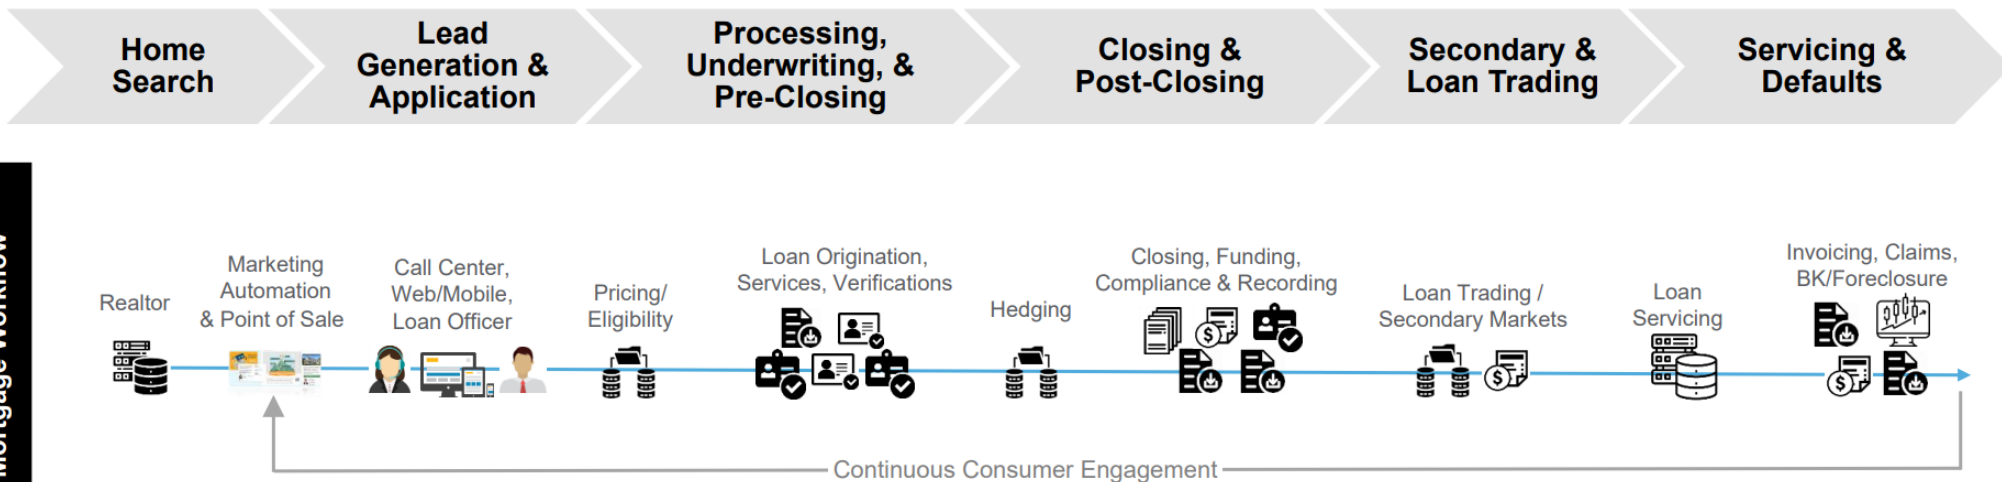 Home
Search
Lead
Generation &
Application
Processing,
Underwriting, &
Pre-Closing
Closing &
Post-Closing
Secondary &
Loan Trading
Servicing &
Defaults
Mortgage Workflow
Realtor
Marketing
Automation
& Point of Sale
Call Center,
Web/Mobile,
Loan Officer
Pricing/
Eligibility
Loan Origination,
Services, Verifications
Hedging
Closing, Funding,
Compliance & Recording
Loan Trading /
Secondary Markets
Loan
Servicing
Invoicing, Claims,
BK/Foreclosure
Continuous Consumer Engagement